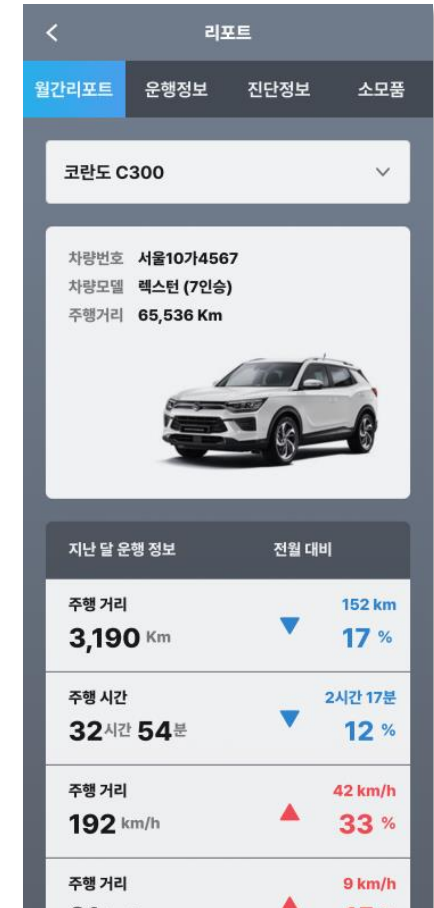 리포트
월간리포트 운행정보 진단정보 소모품
코란도 C300
차량번호 서울10가4567
차량모델 렉스턴 (7인승)
주행거리 65,536 Km
지난 달 운행 정보 전월 대비
주행 거리 152 km
3,190 Km 17 %
주행 시간 2시간 17분
32시간 54분 12 %
주행 거리 42 km/h
192 km/h 33 %
주행 거리 9 km/h